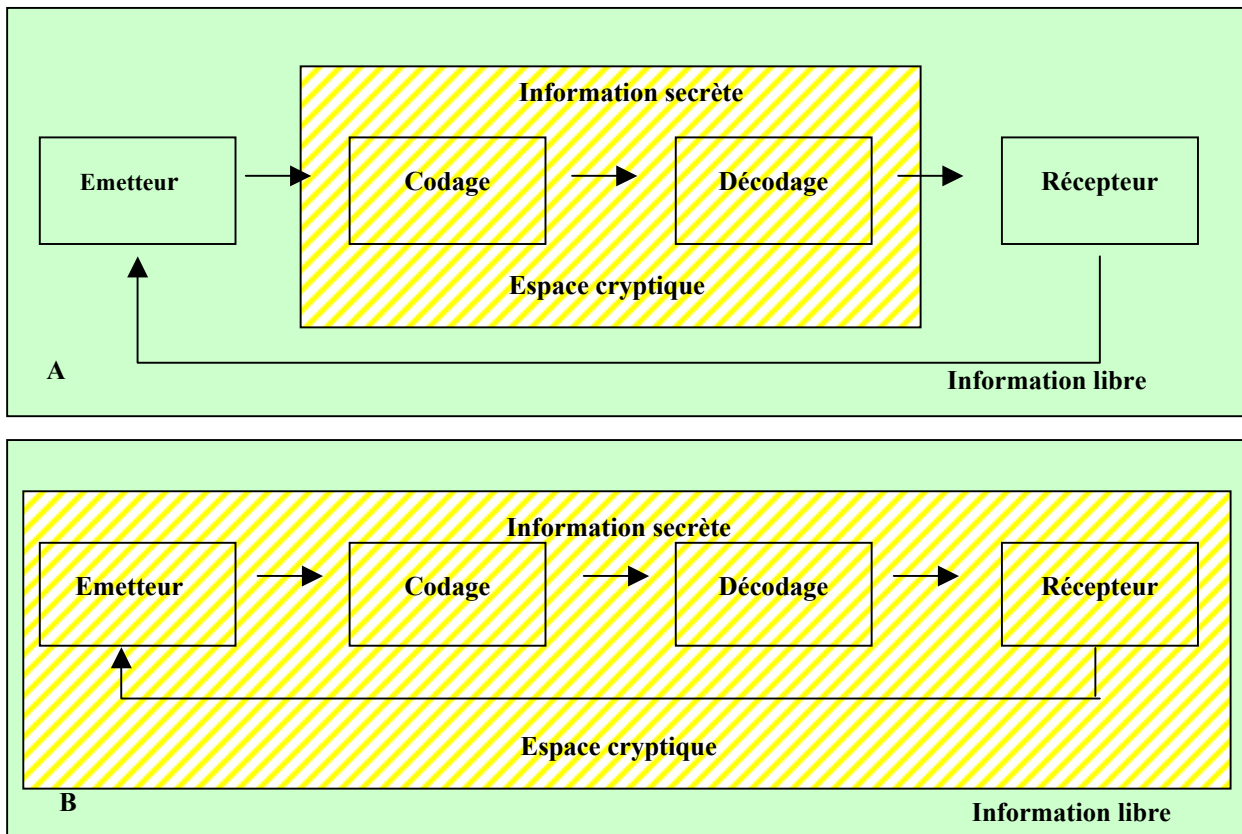 Information secrète
Emetteur
Codage
Décodage
Récepteur
Espace cryptique
A
Information libre
Information secrète
Emetteur
Codage
Décodage
Récepteur
Espace cryptique
B
Information libre